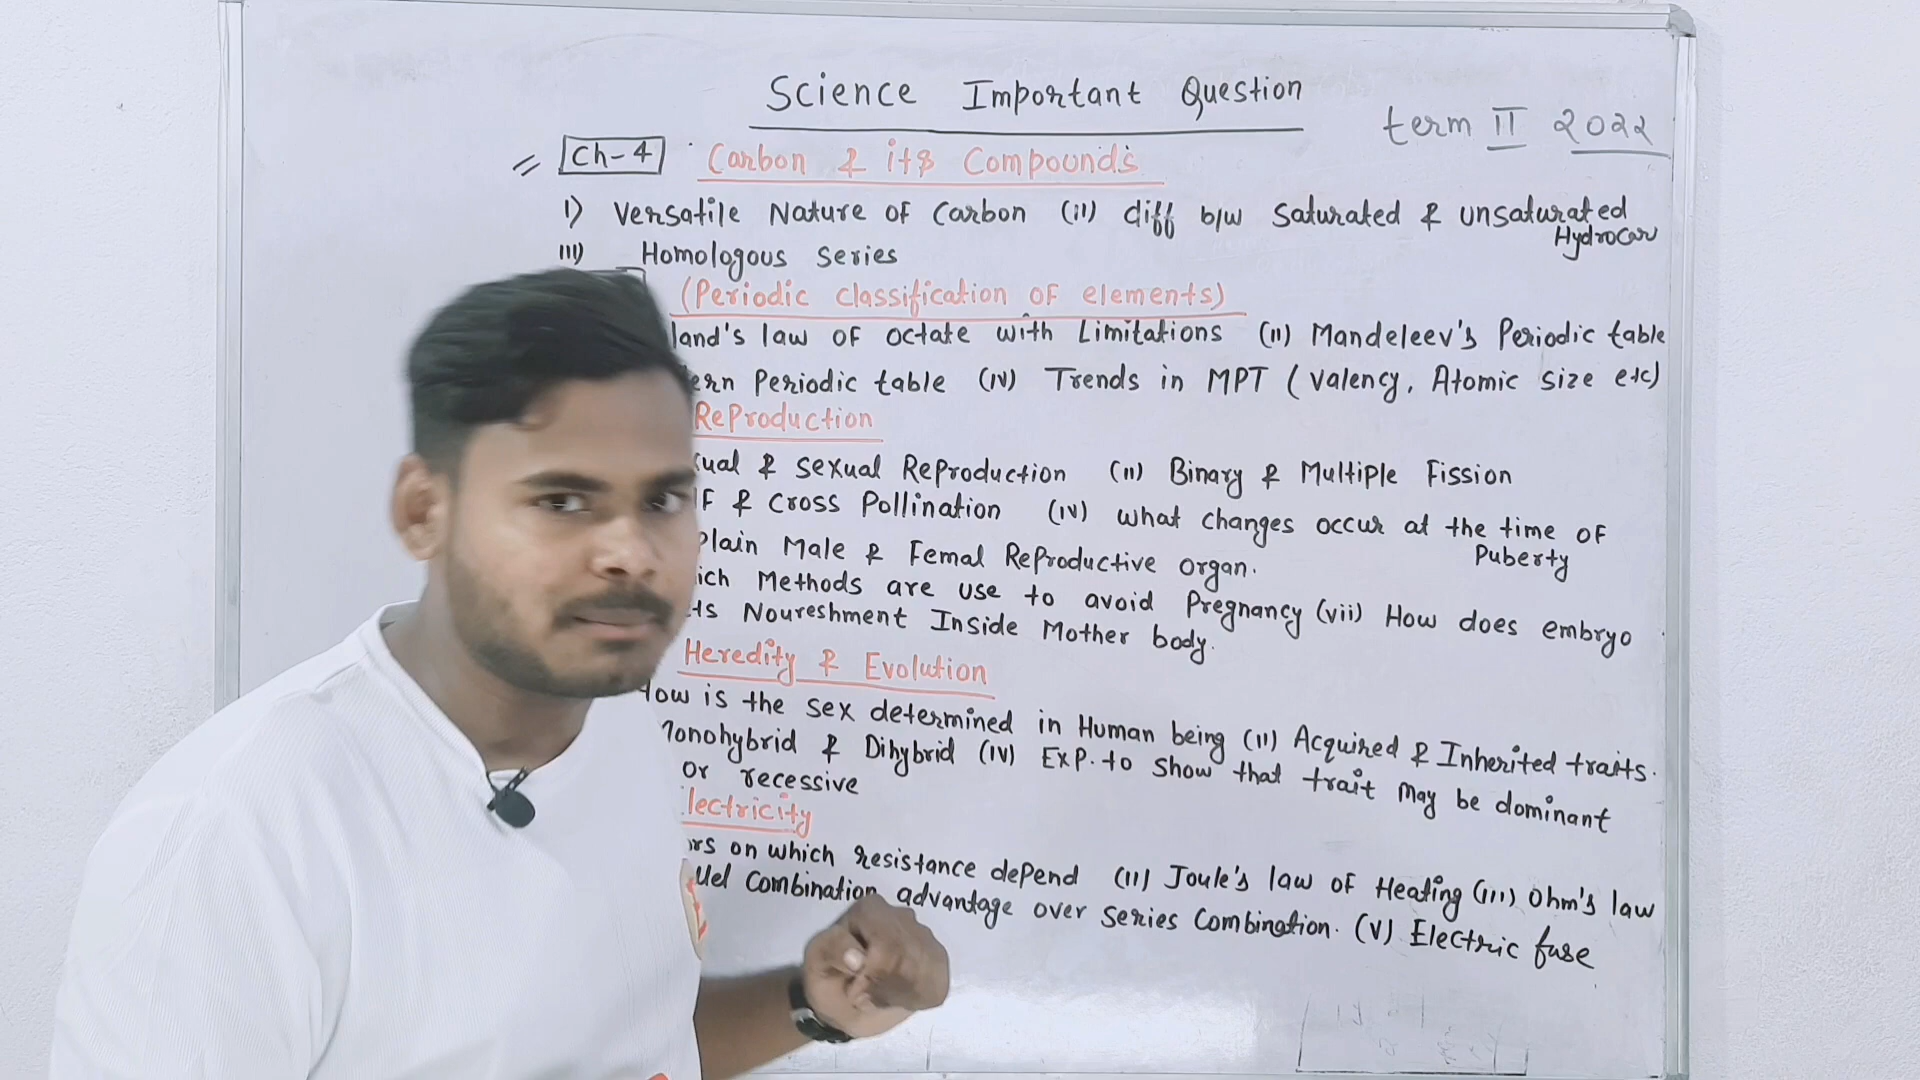 Science Important Question
term II 2022
Ch-4 Carbon & its Compounds
I) Versatile Nature of Carbon (ii) diff b/w Saturated & unsaturated
Hydrocar
III) Homologous Series
(Periodic classification of elements)
land's law of octate with Limitations (II) Mandeleev's Periodic table
ern Periodic table (IV) Trends in MPT (valency, Atomic size etc)
Reproduction
ual & sexual Reproduction (II) Binary & Multiple Fission
lf & Cross Pollination (IV) what changes occur at the time of
Puberty
plain Male & Femal Reproductive organ.
ich Methods are use to avoid Pregnancy (vii) How does embryo
ts Noureshment Inside Mother body.
Heredity & Evolution
How is the sex determined in Human being (II) Acquired & Inherited traits.
Monohybrid & Dihybrid (IV) Exp. to show that trait may be dominant
or recessive
lectricity
ors on which resistance depend (II) Joule's law of Heating (III) Ohm's law
llel Combination advantage over series Combination. (V) Electric fuse